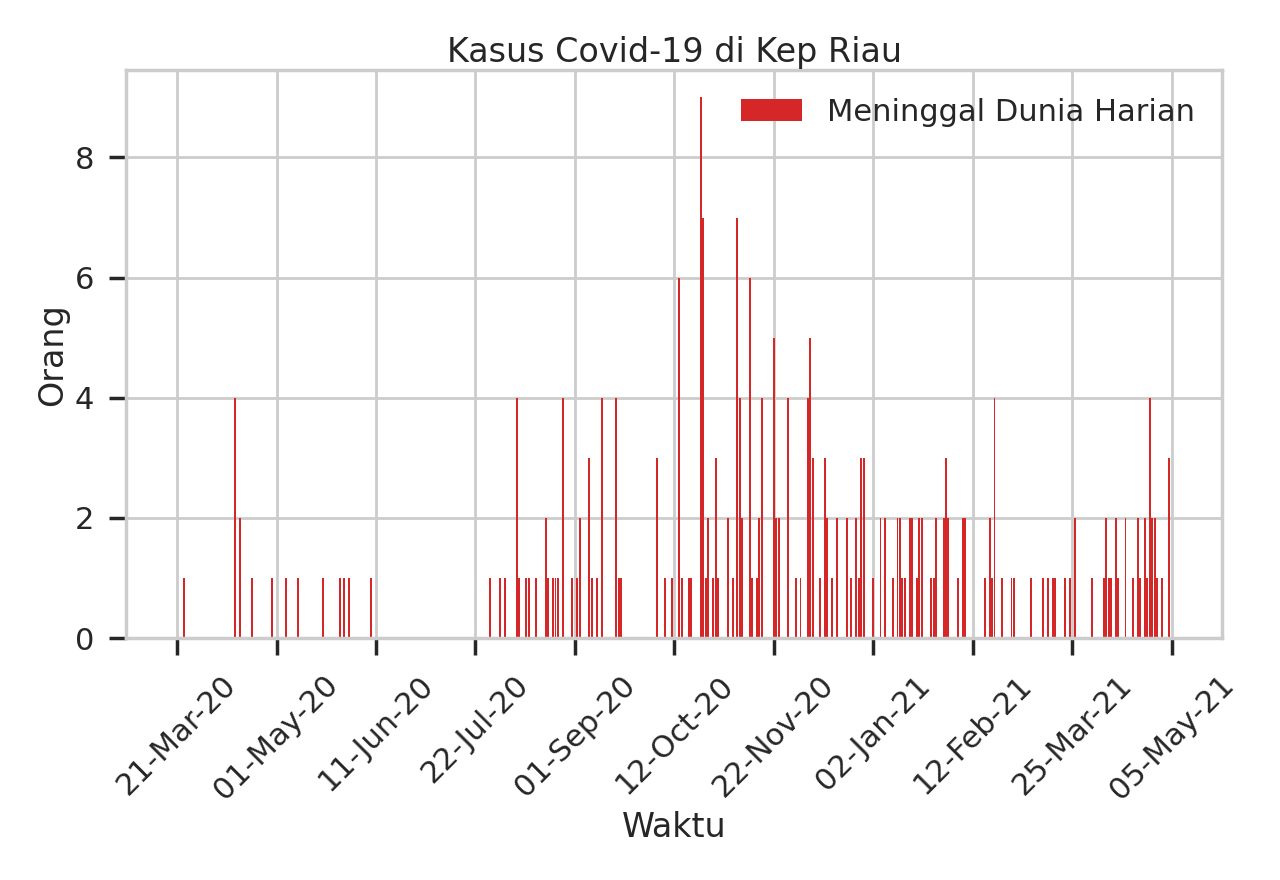 Kasus Covid-19 di Kep Riau
Meninggal Dunia Harian
Orang
8
6
4
2
0
21-Mar-20
01-May-20
11-Jun-20
22-Jul-20
01-Sep-20
12-Oct-20
22-Nov-20
02-Jan-21
12-Feb-21
25-Mar-21
05-May-21
Waktu